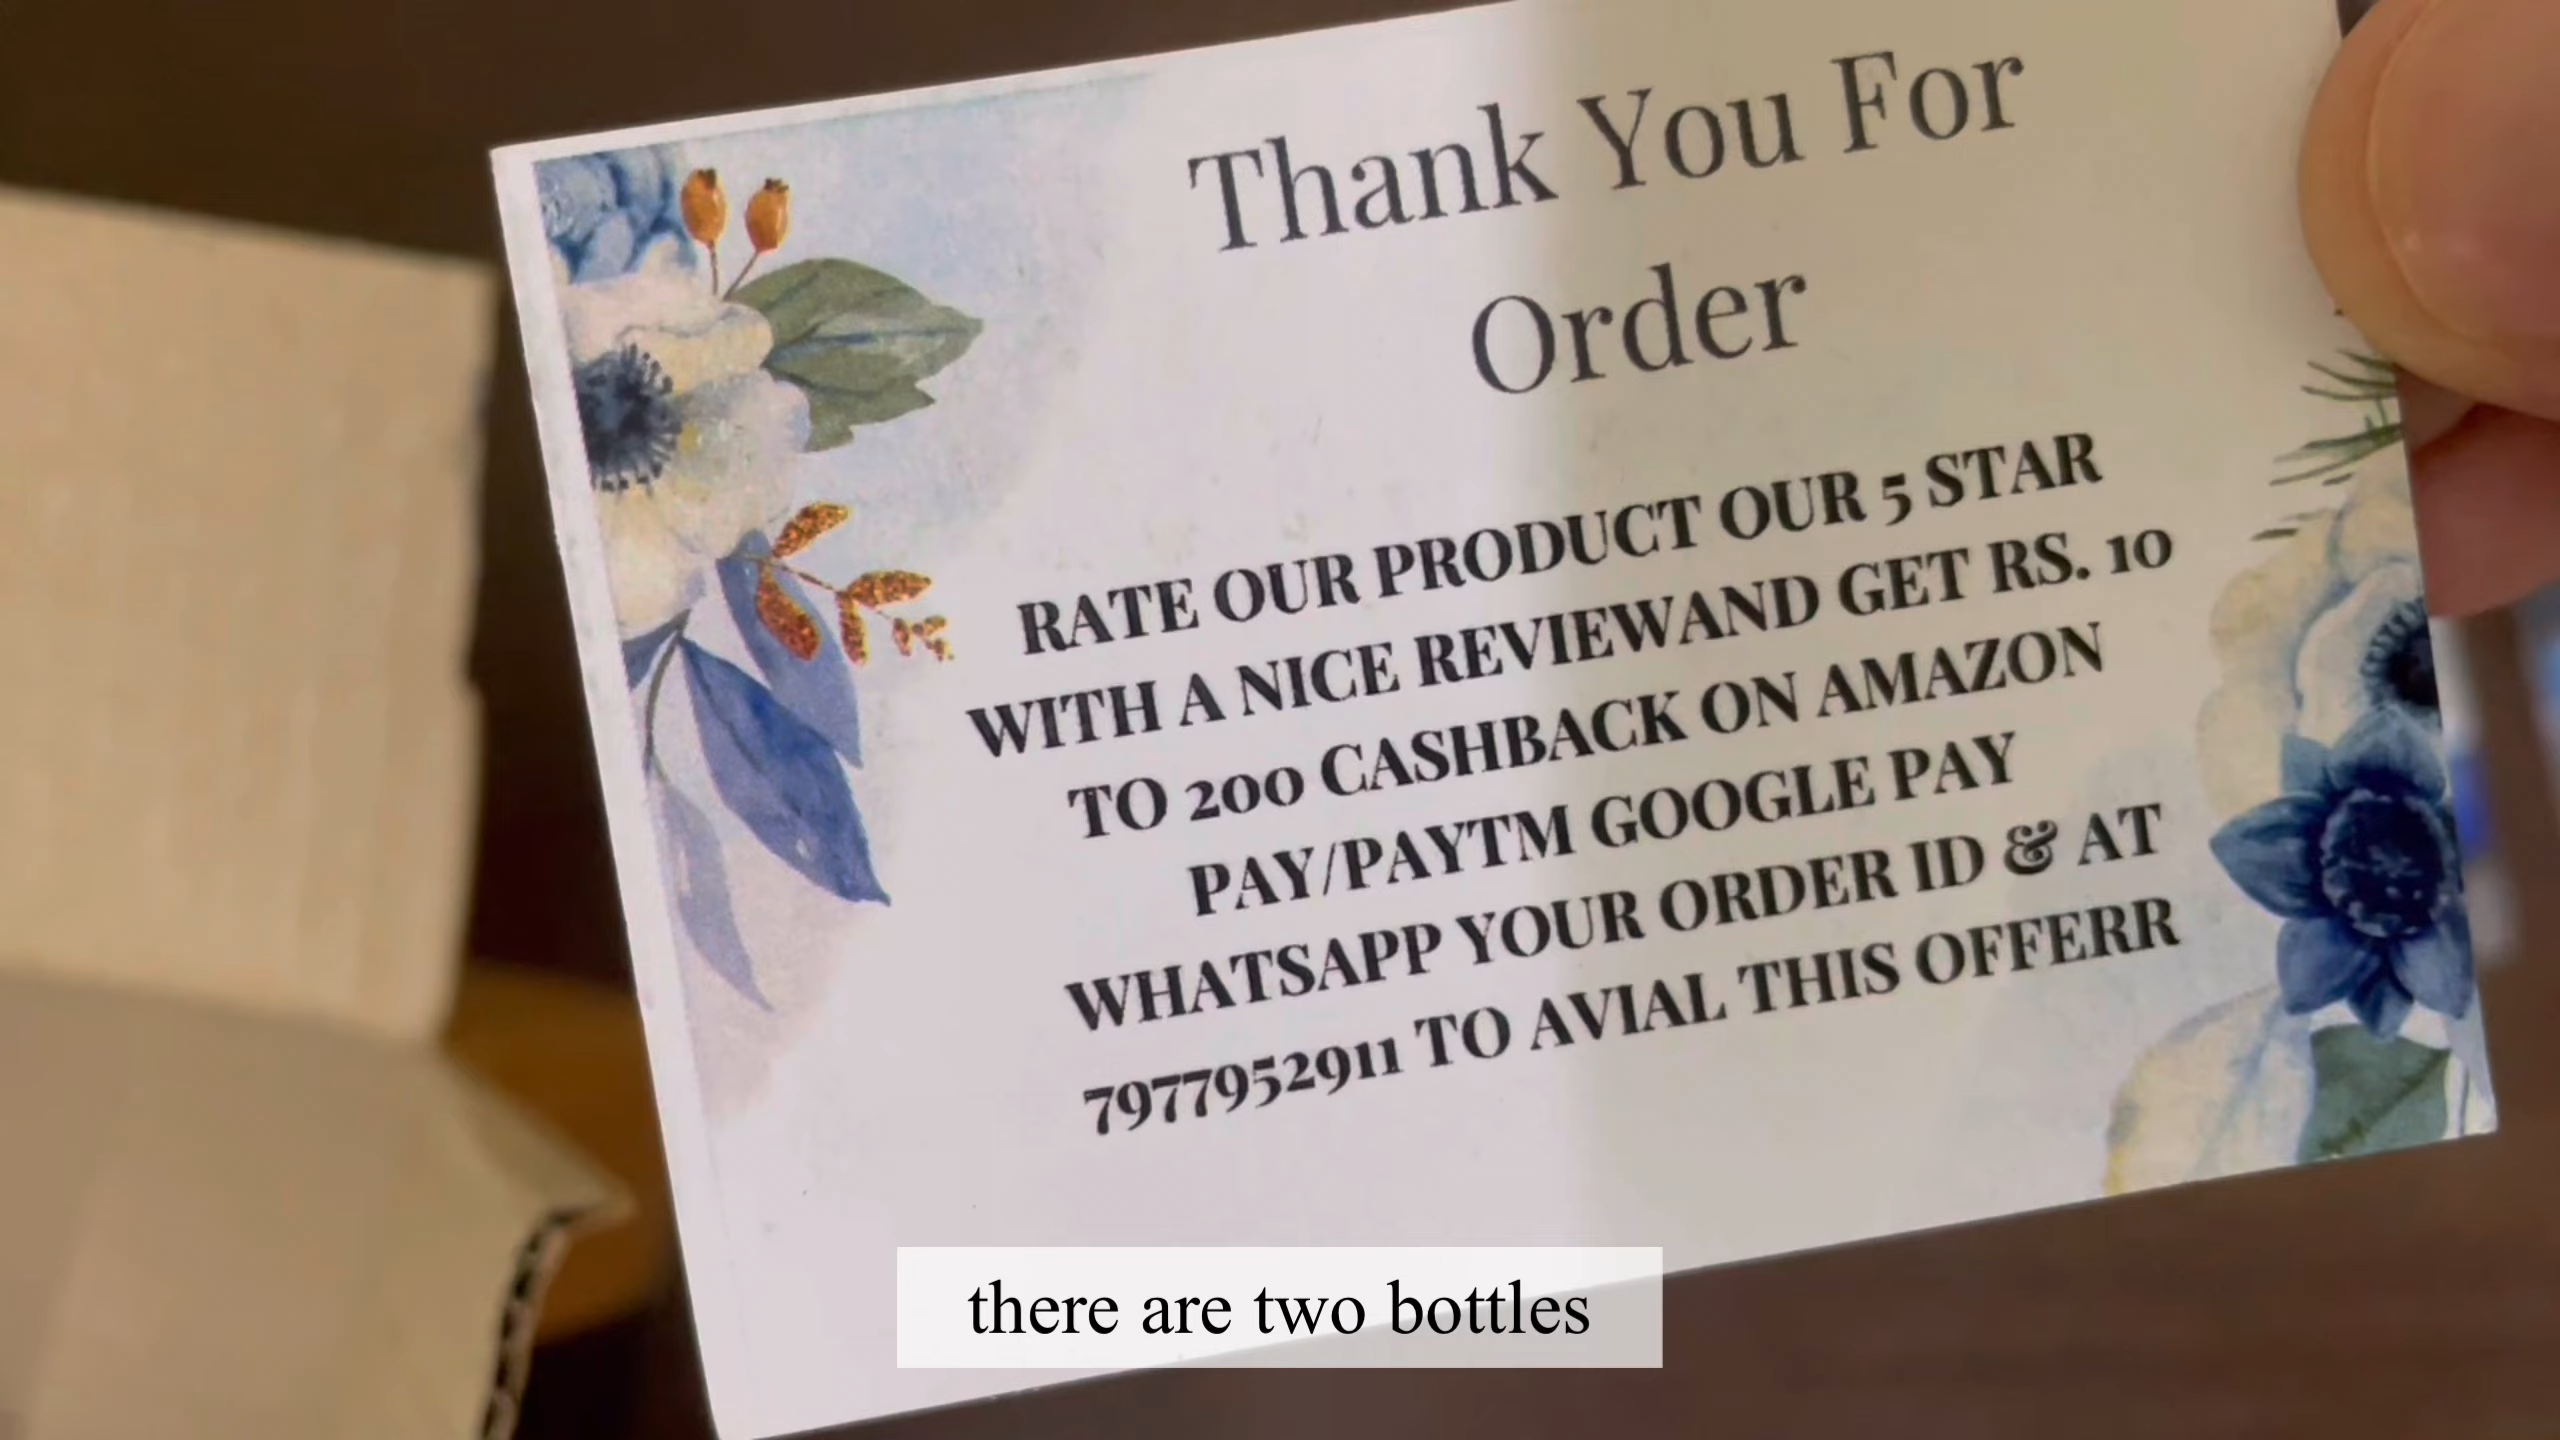 Thank You For
Order
RATE OUR PRODUCT OUR 5 STAR
WITH A NICE REVIEWAND GET RS. 10
TO 200 CASHBACK ON AMAZON
PAY/PAYTM GOOGLE PAY
WHATSAPP YOUR ORDER ID & AT
7977952911 TO AVIAL THIS OFFERR
there are two bottles